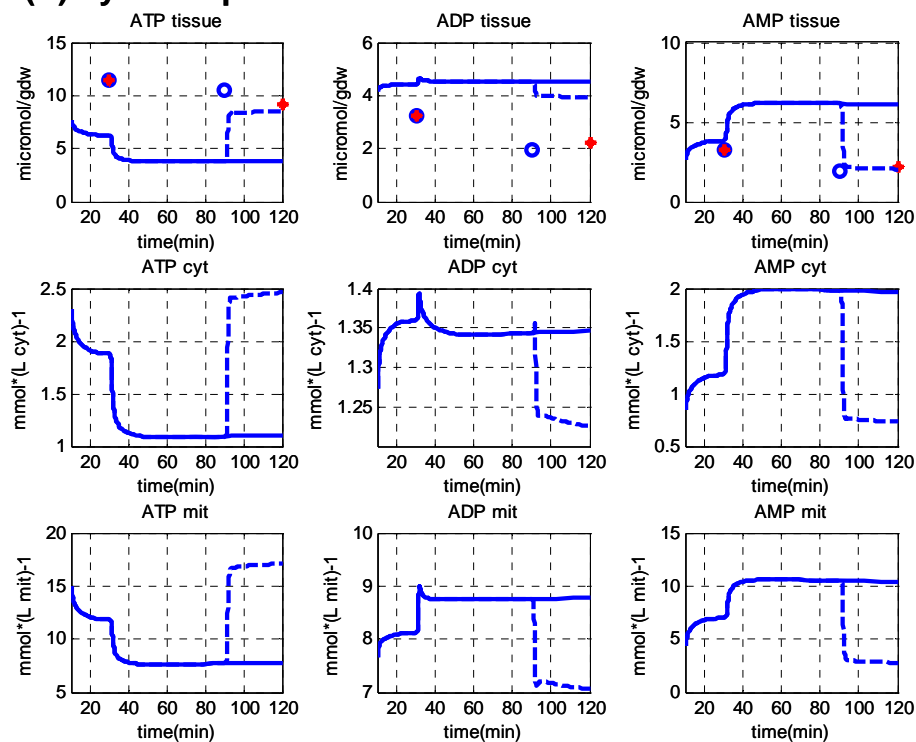 ATP tissue ADP tissue AMP tissue
micromol/gdw micromol/gdw micromol/gdw
15 10 5 0
6 4 2 0
10 5 0
20 40 60 80 100 120 20 40 60 80 100 120 20 40 60 80 100 120
time(min) time(min) time(min)
ATP cyt ADP cyt AMP cyt
mmol*(L cyt)-1 mmol*(L cyt)-1 mmol*(L cyt)-1
2.5 2 1.5 1
1.4 1.35 1.3 1.25
2 1.5 1 0.5
20 40 60 80 100 120 20 40 60 80 100 120 20 40 60 80 100 120
time(min) time(min) time(min)
ATP mit ADP mit AMP mit
mmol*(L mit)-1 mmol*(L mit)-1 mmol*(L mit)-1
20 15 10 5
10 9 8 7
15 10 5 0
20 40 60 80 100 120 20 40 60 80 100 120 20 40 60 80 100 120
time(min) time(min) time(min)